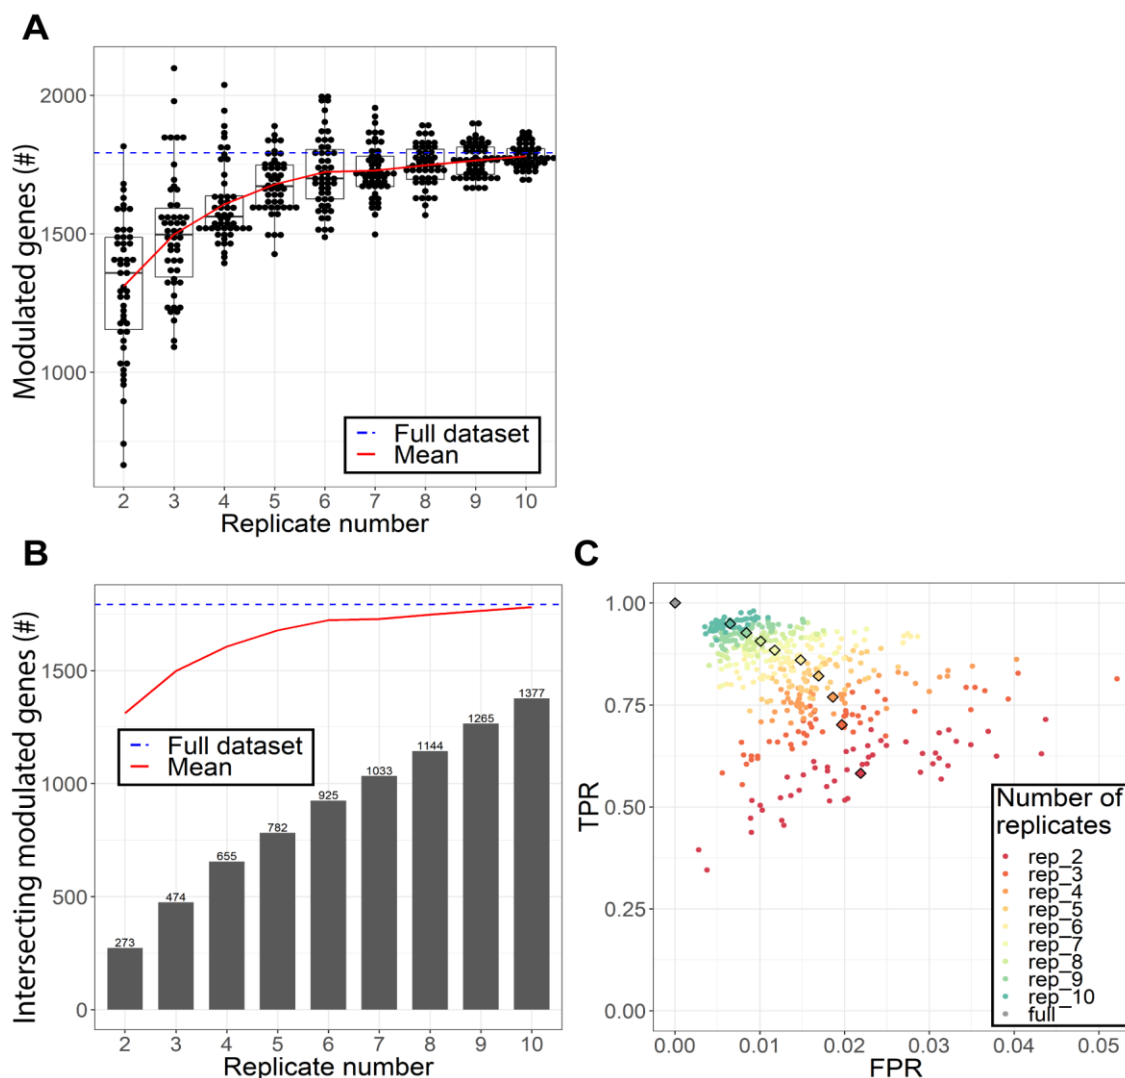 A
Modulated genes (#)
2000
1500
1000
Full dataset
Mean
2 3 4 5 6 7 8 9 10
Replicate number
B
Intersecting modulated genes (#)
1500
1000
500
0
Full dataset
Mean
273 474 655 782 925 1033 1144 1265 1377
2 3 4 5 6 7 8 9 10
Replicate number
C
TPR
1.00
0.75
0.50
0.25
0.00
Number of
replicates
rep_2
rep_3
rep_4
rep_5
rep_6
rep_7
rep_8
rep_9
rep_10
full
0.00 0.01 0.02 0.03 0.04 0.05
FPR